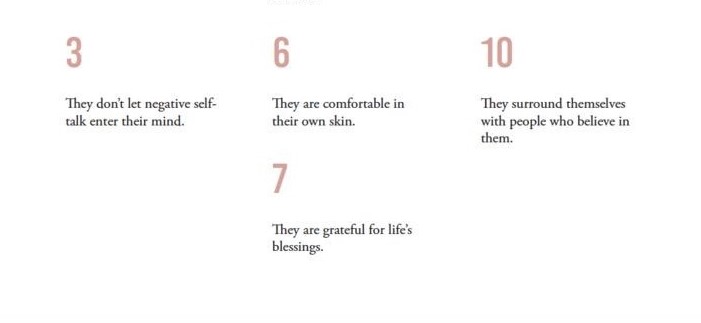 3
They don't let negative self-
talk enter their mind.
6
They are comfortable in
their own skin.
7
They are grateful for life's
blessings.
10
They surround themselves
with people who believe in
them.